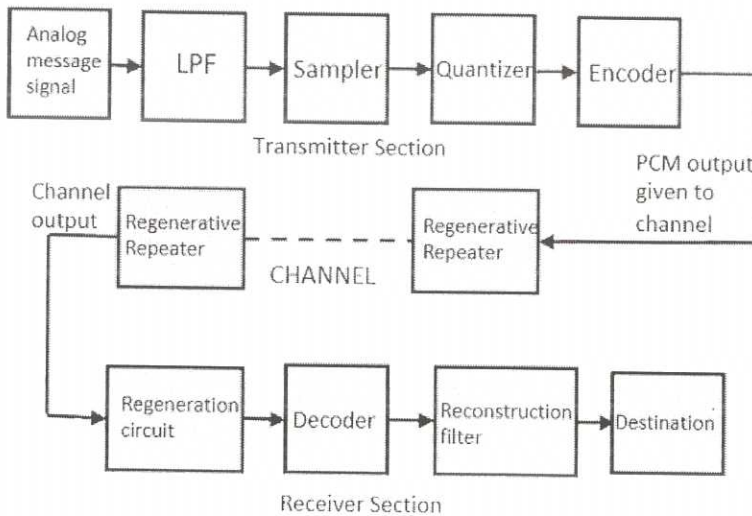 Analog
message
signal
LPF
Sampler
Quantizer
Encoder
Transmitter Section
PCM output
given to
channel
Channel
output
Regenerative
Repeater
CHANNEL
Regenerative
Repeater
Regeneration
circuit
Decoder
Reconstruction
filter
Destination
Receiver Section